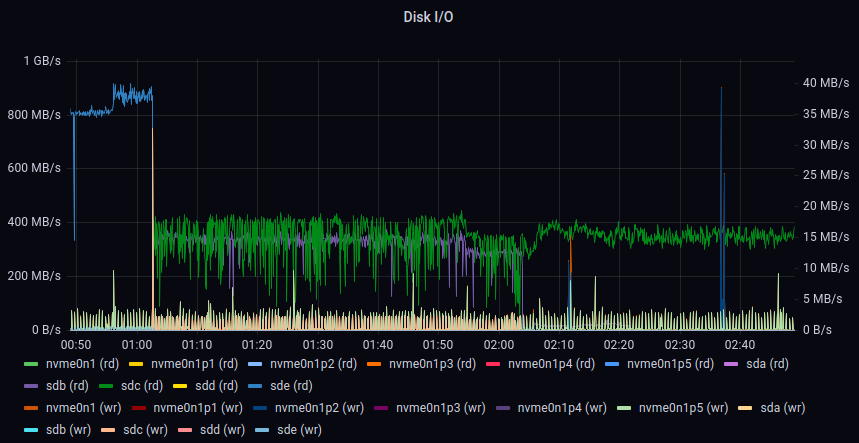 Disk I/O
1 GB/s
800 MB/s
600 MB/s
400 MB/s
200 MB/s
0 B/s
40 MB/s
35 MB/s
30 MB/s
25 MB/s
20 MB/s
15 MB/s
10 MB/s
5 MB/s
0 B/s
00:50 01:00 01:10 01:20 01:30 01:40 01:50 02:00 02:10 02:20 02:30 02:40
nvme0n1 (rd) nvme0n1p1 (rd) nvme0n1p2 (rd) nvme0n1p3 (rd) nvme0n1p4 (rd) nvme0n1p5 (rd) sda (rd)
sdb (rd) sdc (rd) sdd (rd) sde (rd)
nvme0n1 (wr) nvme0n1p1 (wr) nvme0n1p2 (wr) nvme0n1p3 (wr) nvme0n1p4 (wr) nvme0n1p5 (wr) sda (wr)
sdb (wr) sdc (wr) sdd (wr) sde (wr)